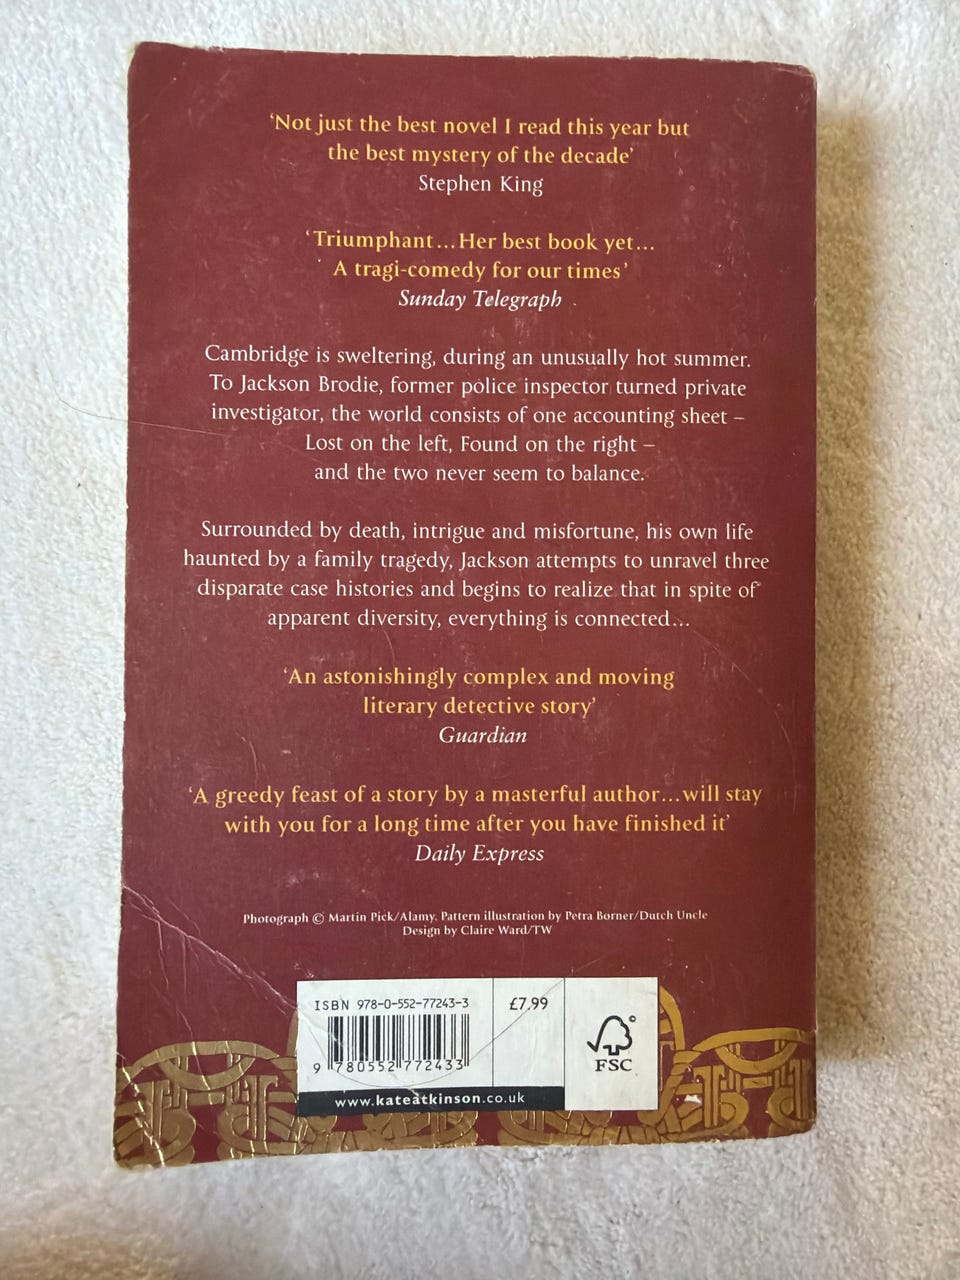 ‘Not just the best novel I read this year but
the best mystery of the decade’
Stephen King
‘Triumphant...Her best book yet...
A tragi-comedy for our times’
Sunday Telegraph
Cambridge is sweltering, during an unusually hot summer.
To Jackson Brodie, former police inspector turned private
investigator, the world consists of one accounting sheet –
Lost on the left, Found on the right –
and the two never seem to balance.
Surrounded by death, intrigue and misfortune, his own life
haunted by a family tragedy, Jackson attempts to unravel three
disparate case histories and begins to realize that in spite of
apparent diversity, everything is connected...
‘An astonishingly complex and moving
literary detective story’
Guardian
‘A greedy feast of a story by a masterful author...will stay
with you for a long time after you have finished it’
Daily Express
Photograph © Martin Pick/Alamy. Pattern illustration by Petra Borner/Dutch Uncle
Design by Claire Ward/TW
ISBN 978-0-552-77243-3
£7.99
9 780552 772433
FSC
www.kateatkinson.co.uk